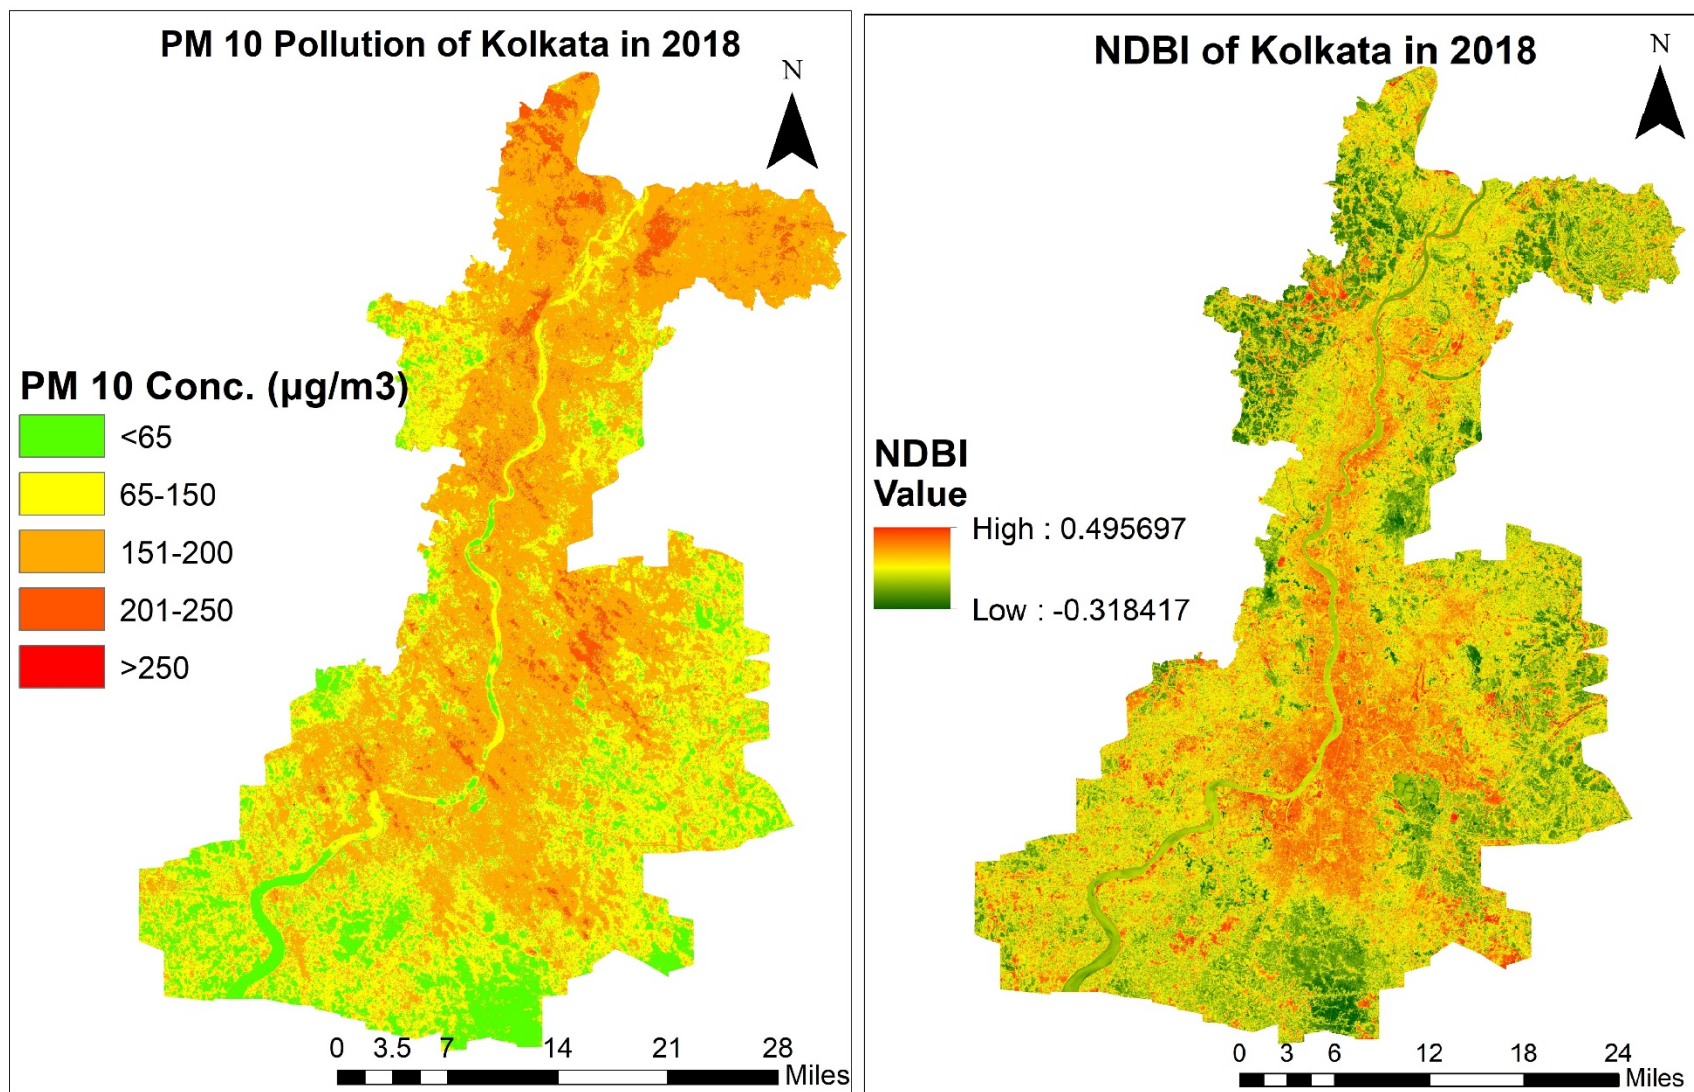 PM 10 Pollution of Kolkata in 2018
N
PM 10 Conc. (µg/m3)
<65
65-150
151-200
201-250
>250
0 3.5 7 14 21 28
Miles
NDBI of Kolkata in 2018
N
NDBI
Value
High : 0.495697
Low : -0.318417
0 3 6 12 18 24
Miles